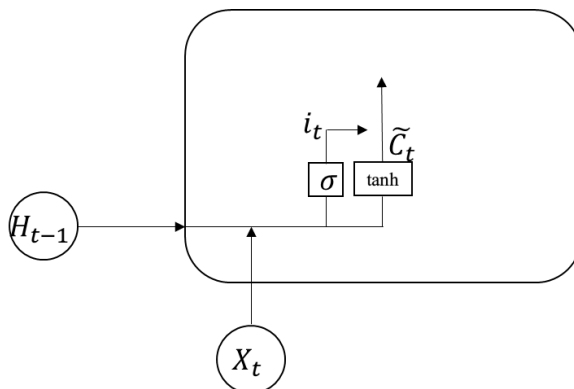 i_t
C̃_t
σ
tanh
H_{t−1}
X_t